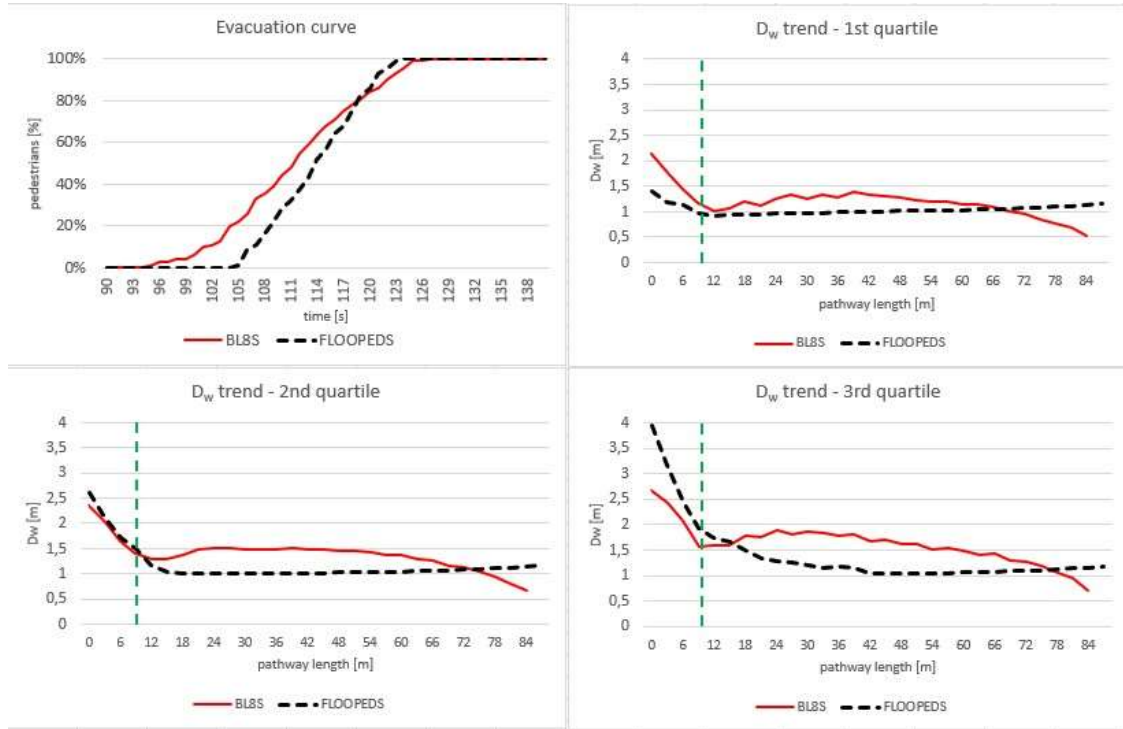 Evacuation curve
100%
80%
60%
40%
20%
0%
pedestrians [%]
90 93 96 99 102 105 108 111 114 117 120 123 126 129 132 135 138
time [s]
BL8S FLOOPEDS
Dw trend - 1st quartile
4
3,5
3
2,5
2
1,5
1
0,5
0
Dw [m]
0 6 12 18 24 30 36 42 48 54 60 66 72 78 84
pathway length [m]
BL8S FLOOPEDS
Dw trend - 2nd quartile
4
3,5
3
2,5
2
1,5
1
0,5
0
Dw [m]
0 6 12 18 24 30 36 42 48 54 60 66 72 78 84
pathway length [m]
BL8S FLOOPEDS
Dw trend - 3rd quartile
4
3,5
3
2,5
2
1,5
1
0,5
0
Dw [m]
0 6 12 18 24 30 36 42 48 54 60 66 72 78 84
pathway length [m]
BL8S FLOOPEDS